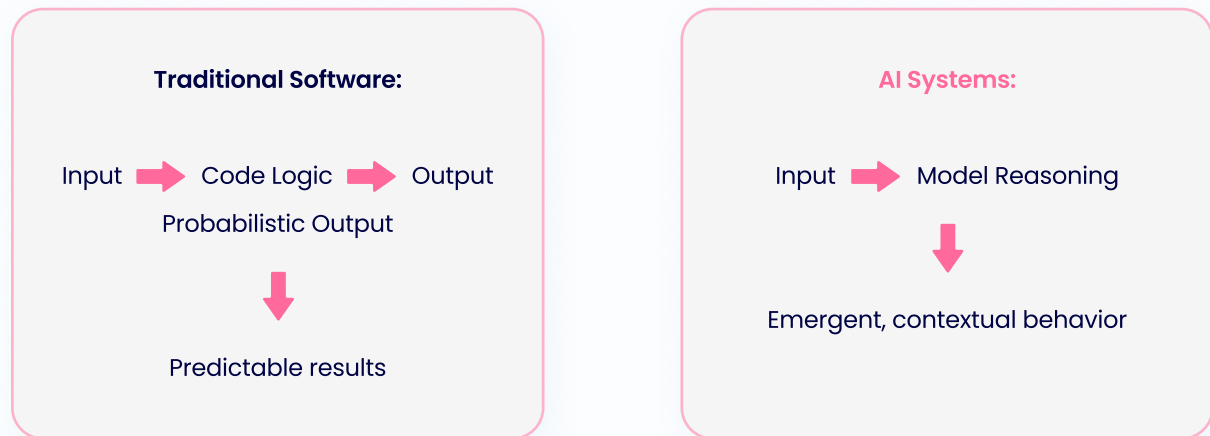 Traditional Software:
Input Code Logic Output
Probabilistic Output
Predictable results
AI Systems:
Input Model Reasoning
Emergent, contextual behavior